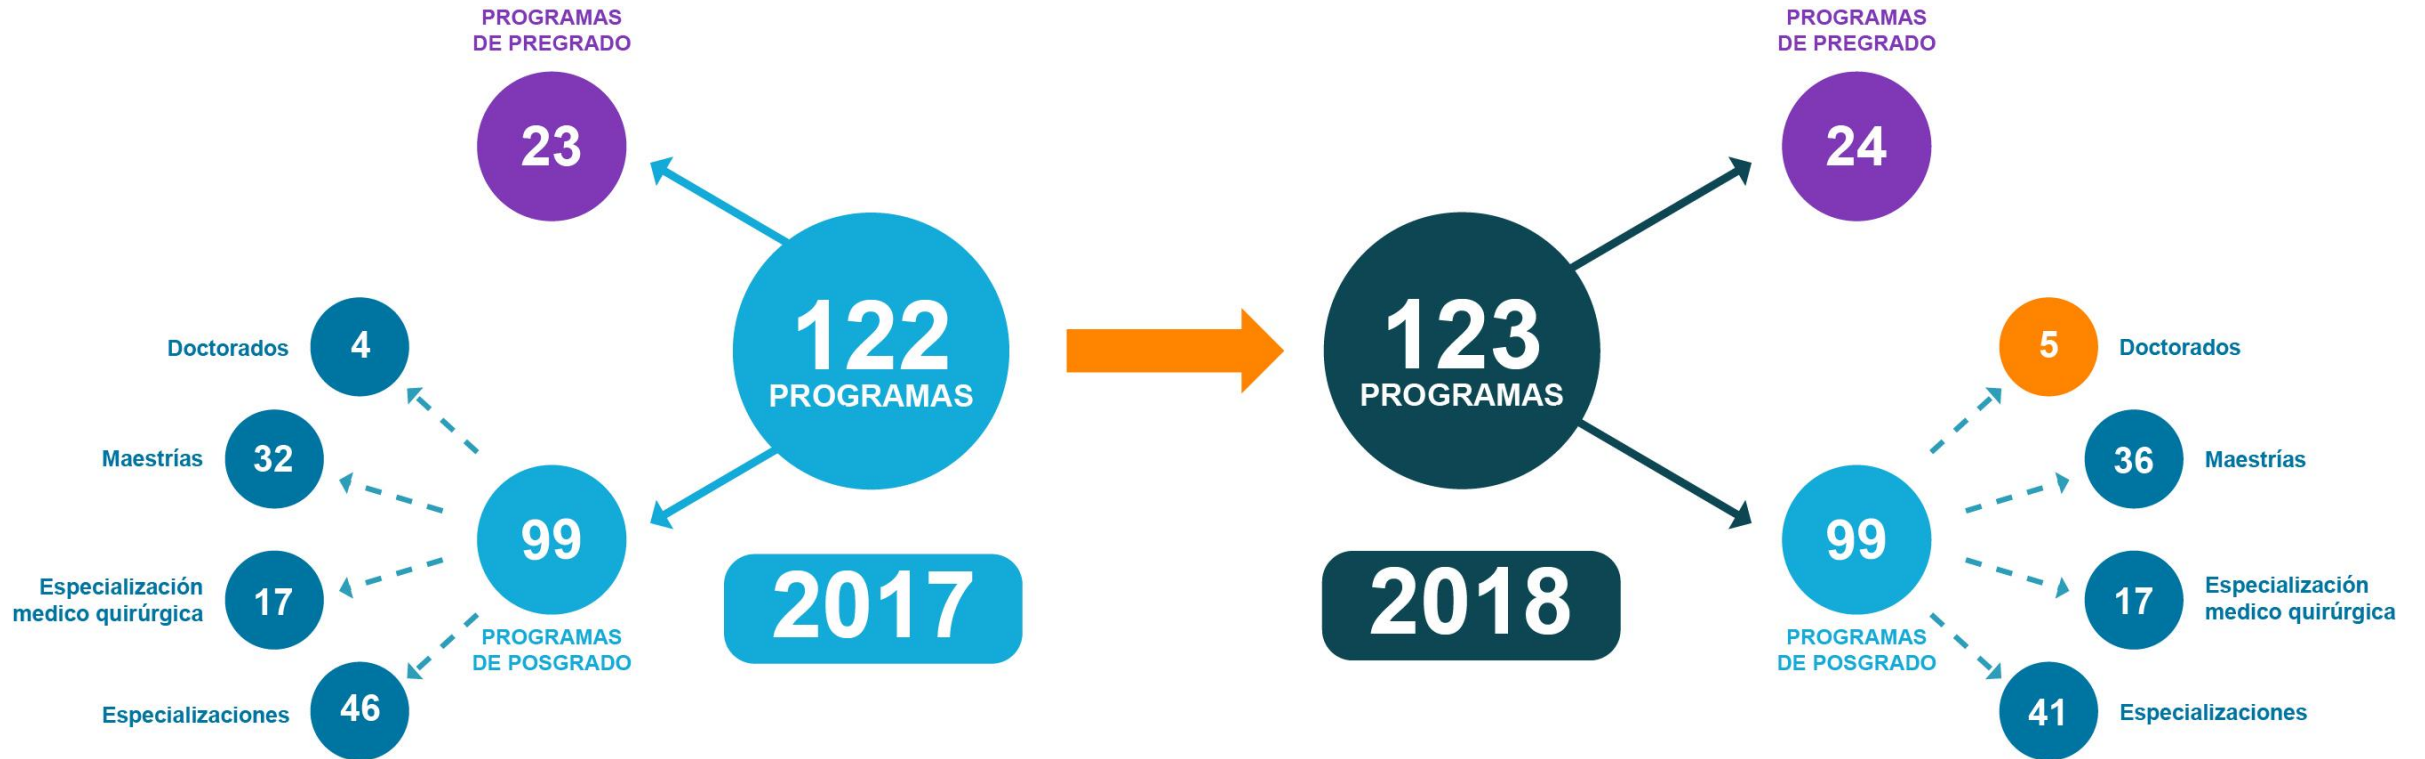 PROGRAMAS
DE PREGRADO
23
122
PROGRAMAS
Doctorados
4
Maestrías
32
Especialización
medico quirúrgica
17
Especializaciones
46
99
PROGRAMAS
DE POSGRADO
2017
PROGRAMAS
DE PREGRADO
24
123
PROGRAMAS
5
Doctorados
36
Maestrías
17
Especialización
medico quirúrgica
41
Especializaciones
99
PROGRAMAS
DE POSGRADO
2018